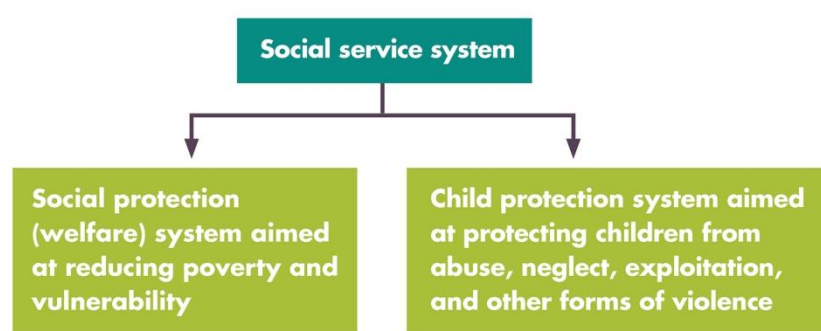 Social service system
Social protection
(welfare) system aimed
at reducing poverty and
vulnerability
Child protection system aimed
at protecting children from
abuse, neglect, exploitation,
and other forms of violence